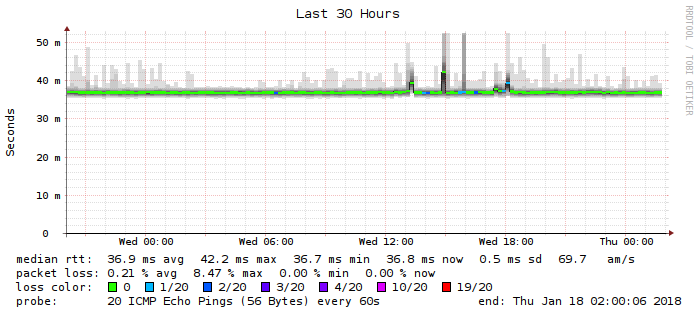 Last 30 Hours
RRDTOOL / TOBI OETIKER
Seconds
50 m
40 m
30 m
20 m
10 m
0
Wed 00:00 Wed 06:00 Wed 12:00 Wed 18:00 Thu 00:00
median rtt: 36.9 ms avg 42.2 ms max 36.7 ms min 36.8 ms now 0.5 ms sd 69.7 am/s
packet loss: 0.21 % avg 8.47 % max 0.00 % min 0.00 % now
loss color: 0 1/20 2/20 3/20 4/20 10/20 19/20
probe: 20 ICMP Echo Pings (56 Bytes) every 60s end: Thu Jan 18 02:00:06 2018